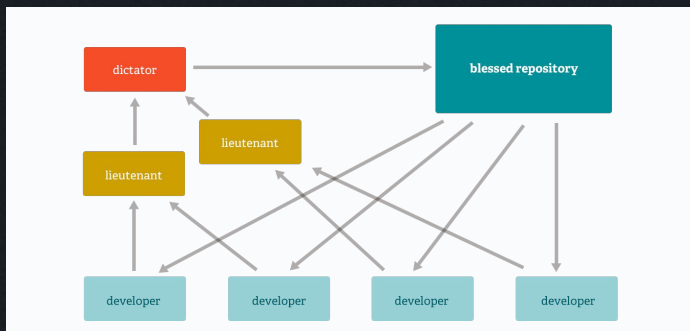 dictator
blessed repository
lieutenant
lieutenant
developer
developer
developer
developer